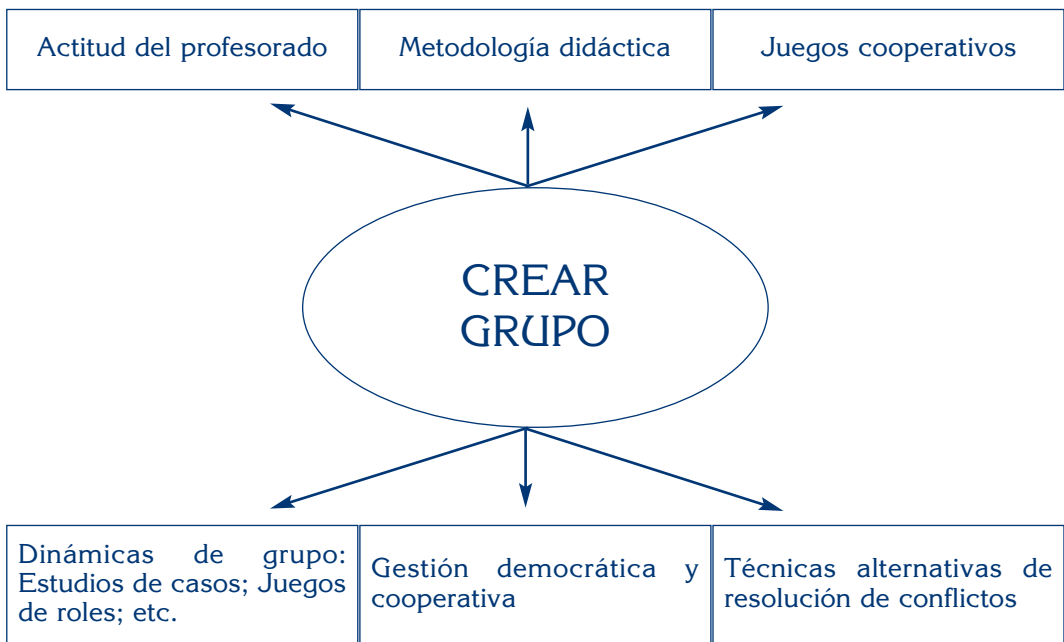 Actitud del profesorado
Metodología didáctica
Juegos cooperativos
CREAR
GRUPO
Dinámicas de grupo:
Estudios de casos; Juegos
de roles; etc.
Gestión democrática y
cooperativa
Técnicas alternativas de
resolución de conflictos